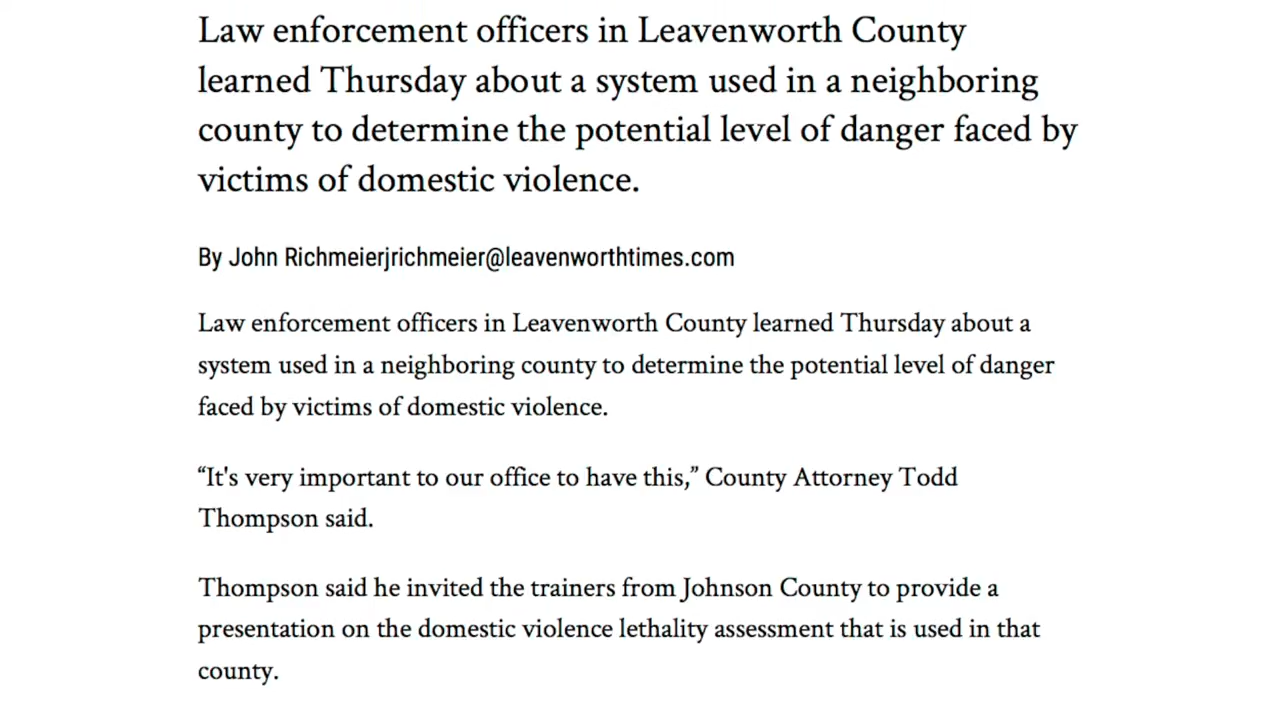 Law enforcement officers in Leavenworth County
learned Thursday about a system used in a neighboring
county to determine the potential level of danger faced by
victims of domestic violence.
By John Richmeierjrichmeier@leavenworthtimes.com
Law enforcement officers in Leavenworth County learned Thursday about a
system used in a neighboring county to determine the potential level of danger
faced by victims of domestic violence.
“It's very important to our office to have this,” County Attorney Todd
Thompson said.
Thompson said he invited the trainers from Johnson County to provide a
presentation on the domestic violence lethality assessment that is used in that
county.